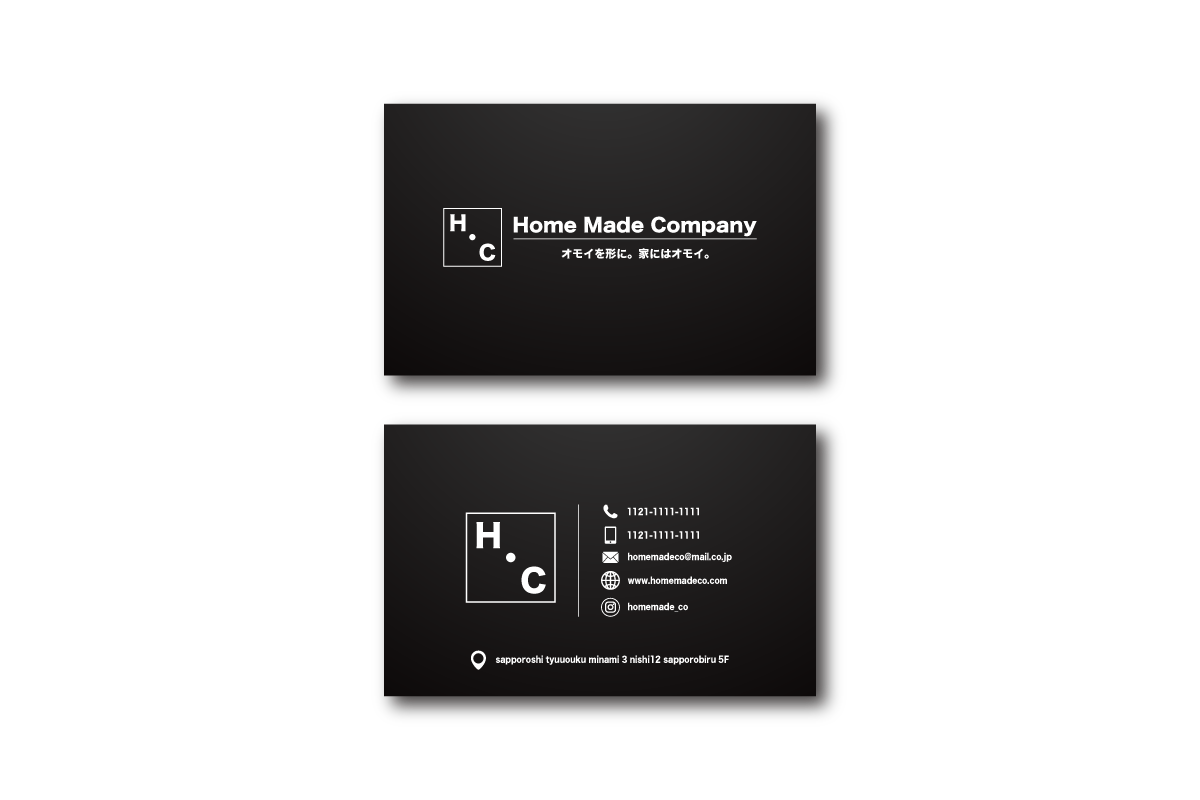 H
C
Home Made Company
オモイを形に。家にはオモイ。
H
C
1121-1111-1111
1121-1111-1111
homemadeco@mail.co.jp
www.homemadeco.com
homemade_co
sapporoshi tyuuouku minami 3 nishi12 sapporobiru 5F